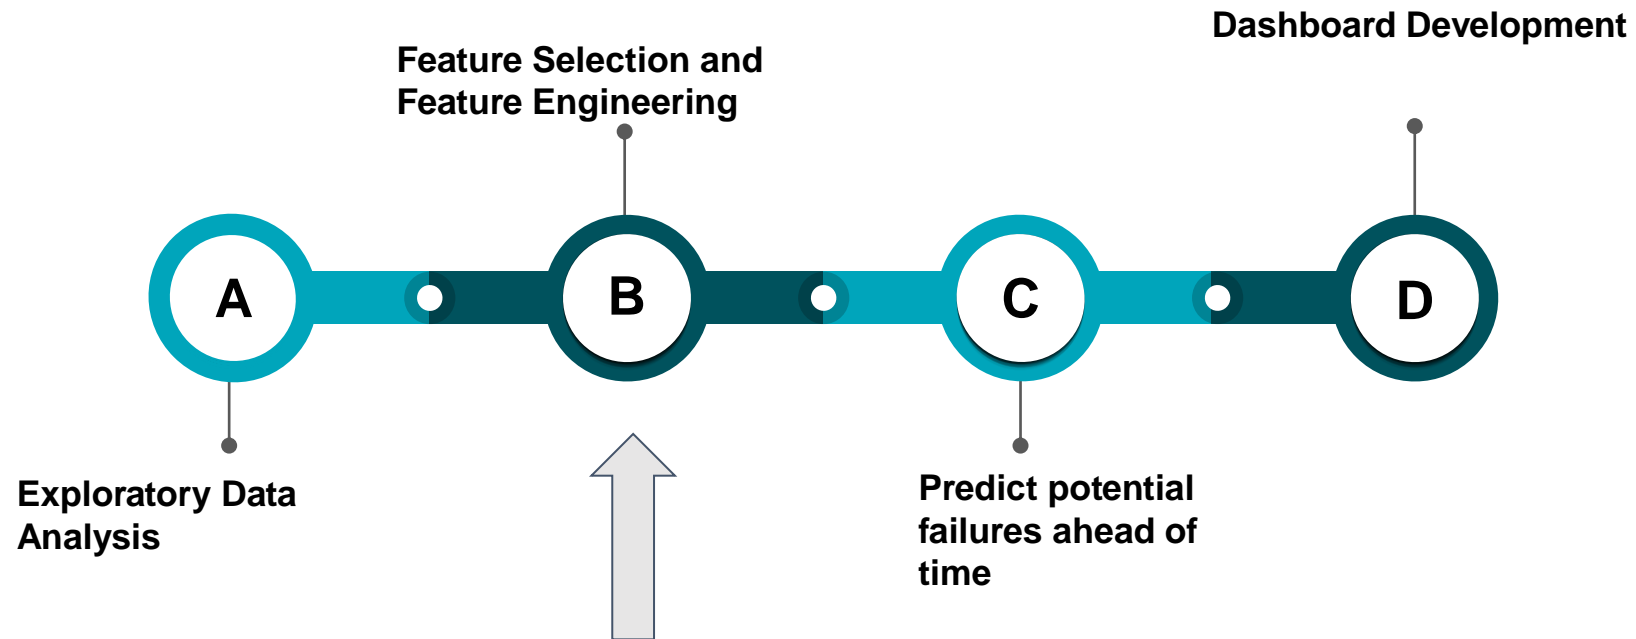 Dashboard Development
Feature Selection and
Feature Engineering
A
B
C
D
Exploratory Data
Analysis
Predict potential
failures ahead of
time